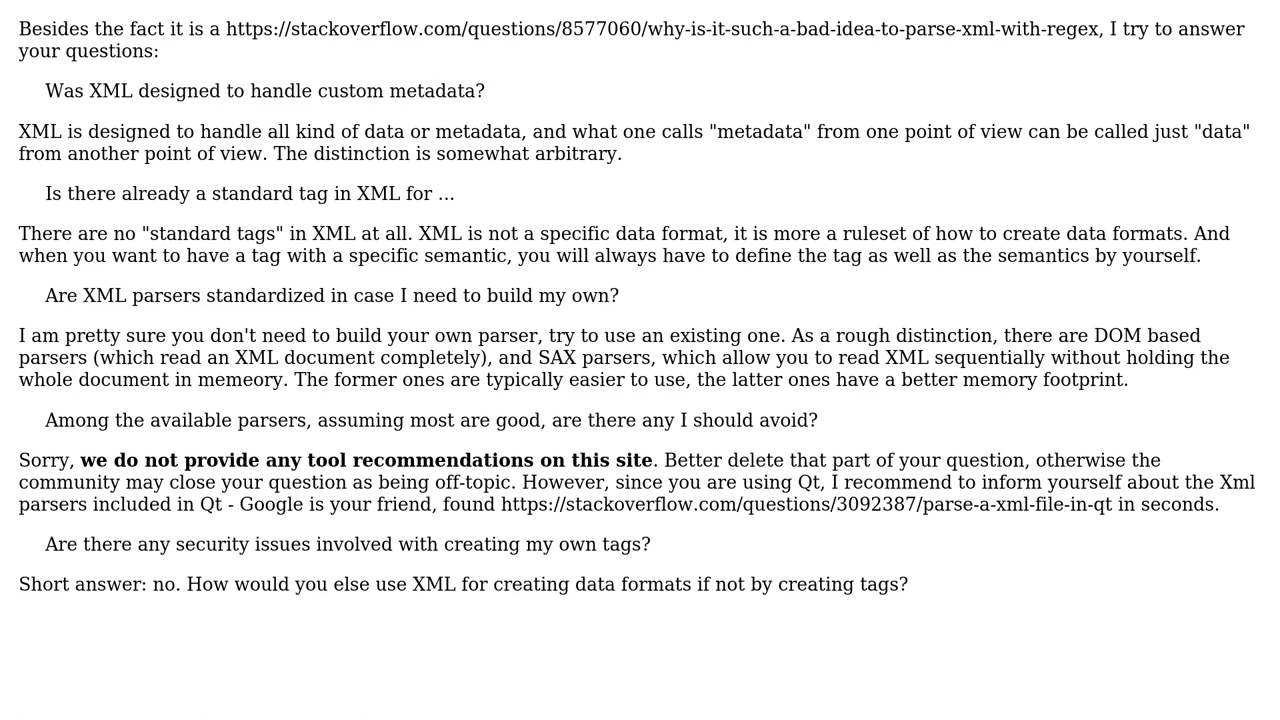 Besides the fact it is a https://stackoverflow.com/questions/8577060/why-is-it-such-a-bad-idea-to-parse-xml-with-regex, I try to answer
your questions:
Was XML designed to handle custom metadata?
XML is designed to handle all kind of data or metadata, and what one calls "metadata" from one point of view can be called just "data"
from another point of view. The distinction is somewhat arbitrary.
Is there already a standard tag in XML for ...
There are no "standard tags" in XML at all. XML is not a specific data format, it is more a ruleset of how to create data formats. And
when you want to have a tag with a specific semantic, you will always have to define the tag as well as the semantics by yourself.
Are XML parsers standardized in case I need to build my own?
I am pretty sure you don't need to build your own parser, try to use an existing one. As a rough distinction, there are DOM based
parsers (which read an XML document completely), and SAX parsers, which allow you to read XML sequentially without holding the
whole document in memeory. The former ones are typically easier to use, the latter ones have a better memory footprint.
Among the available parsers, assuming most are good, are there any I should avoid?
Sorry, we do not provide any tool recommendations on this site. Better delete that part of your question, otherwise the
community may close your question as being off-topic. However, since you are using Qt, I recommend to inform yourself about the Xml
parsers included in Qt - Google is your friend, found https://stackoverflow.com/questions/3092387/parse-a-xml-file-in-qt in seconds.
Are there any security issues involved with creating my own tags?
Short answer: no. How would you else use XML for creating data formats if not by creating tags?